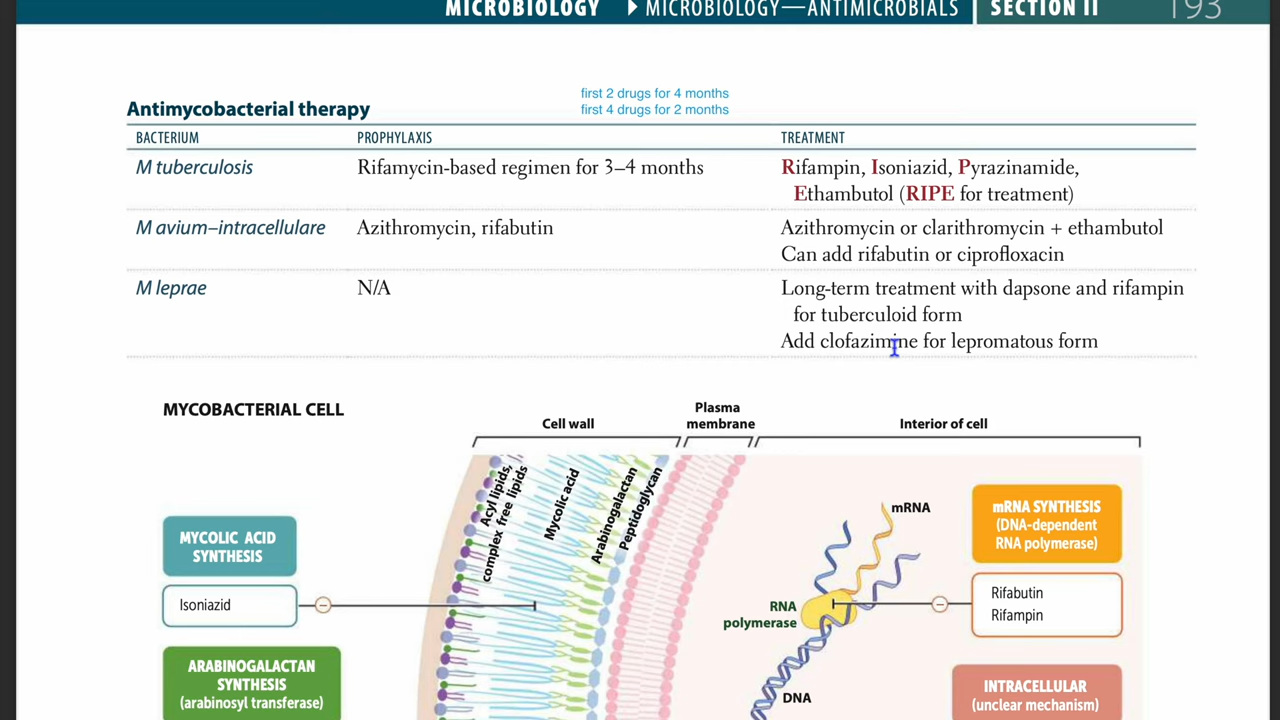 MICROBIOLOGY ▶ MICROBIOLOGY—ANTIMICROBIALS SECTION II 193
first 2 drugs for 4 months
first 4 drugs for 2 months
Antimycobacterial therapy
BACTERIUM PROPHYLAXIS TREATMENT
M tuberculosis Rifamycin-based regimen for 3–4 months Rifampin, Isoniazid, Pyrazinamide,
Ethambutol (RIPE for treatment)
M avium–intracellulare Azithromycin, rifabutin Azithromycin or clarithromycin + ethambutol
Can add rifabutin or ciprofloxacin
M leprae N/A Long-term treatment with dapsone and rifampin
for tuberculoid form
Add clofazimine for lepromatous form
MYCOBACTERIAL CELL
Cell wall
Plasma
membrane
Interior of cell
Acyl lipids,
complex free lipids
Mycolic acid
Arabinogalactan
Peptidoglycan
mRNA
mRNA SYNTHESIS
(DNA-dependent
RNA polymerase)
MYCOLIC ACID
SYNTHESIS
Isoniazid
Rifabutin
Rifampin
RNA
polymerase
ARABINOGALACTAN
SYNTHESIS
(arabinosyl transferase)
DNA
INTRACELLULAR
(unclear mechanism)